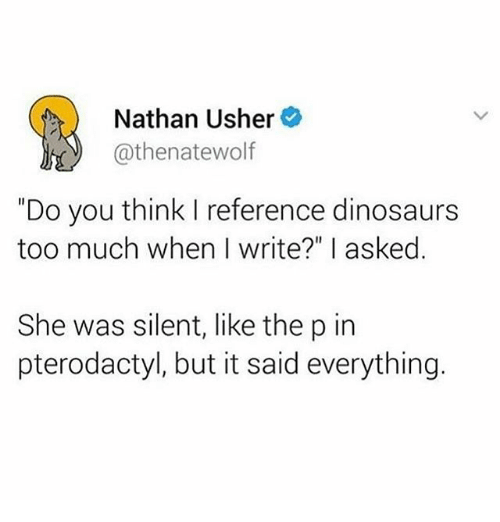 Nathan Usher
@thenatewolf
"Do you think I reference dinosaurs
too much when I write?" I asked.
She was silent, like the p in
pterodactyl, but it said everything.